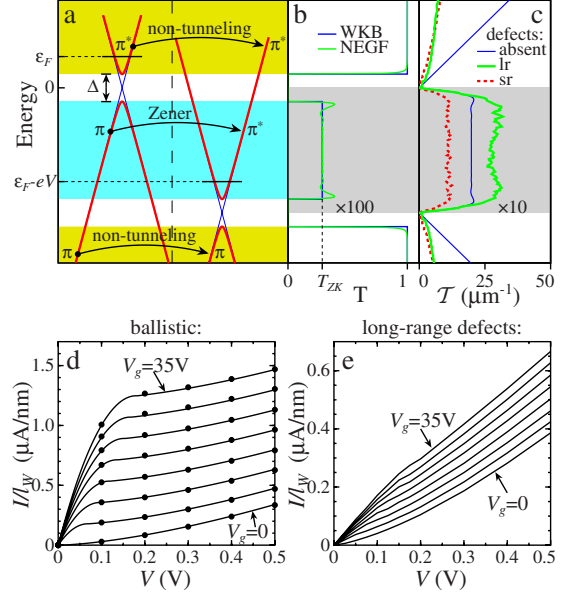 a
π*
non-tunneling
π*
ε_F
0
Δ
Energy
Zener
π
π*
ε_F-eV
non-tunneling
π
π
b
WKB
NEGF
×100
T_ZK
T
1
c
defects:
absent
lr
sr
×10
0
50
𝒯 (μm⁻¹)
ballistic:
d
1.5
1.0
0.5
0.0
I/l_W (μA/nm)
V_g=35V
V_g=0
0
0.1
0.2
0.3
0.4
0.5
V (V)
long-range defects:
e
0.6
0.4
0.2
0
I/l_W (μA/nm)
V_g=35V
V_g=0
0.0
0.1
0.2
0.3
0.4
0.5
V (V)